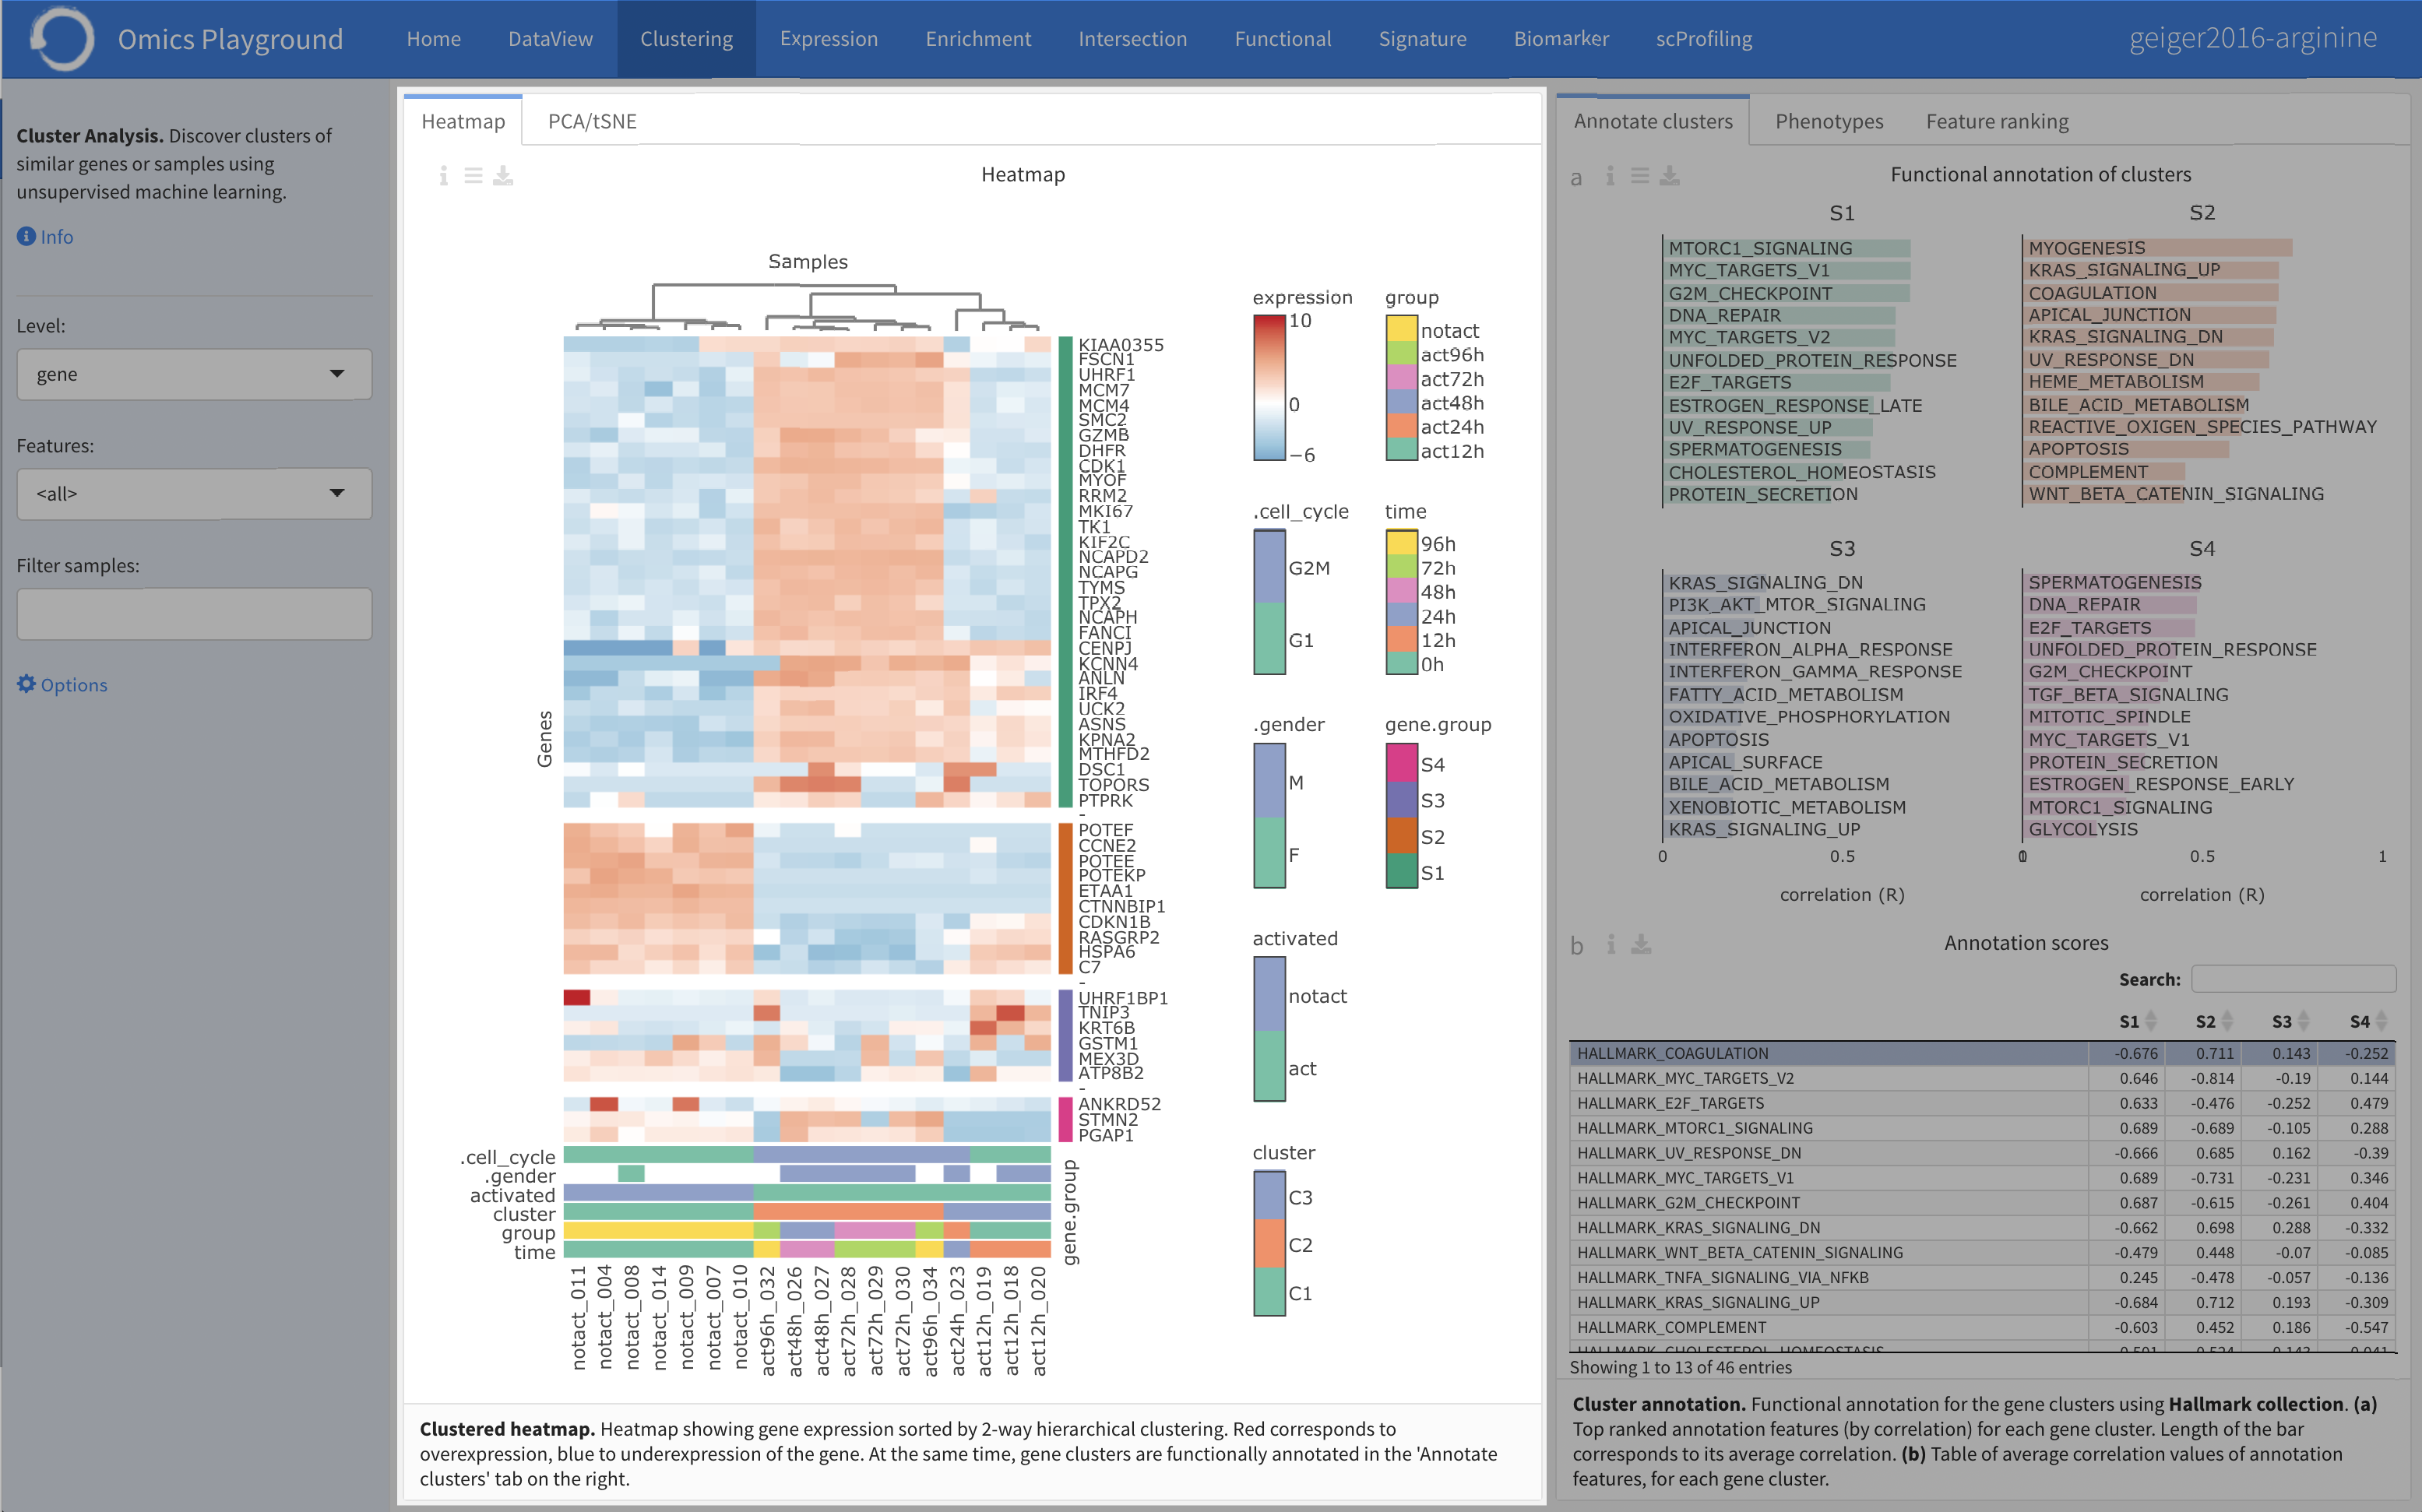 Omics Playground
Home
DataView
Clustering
Expression
Enrichment
Intersection
Functional
Signature
Biomarker
scProfiling
geiger2016-arginine
Cluster Analysis. Discover clusters of
similar genes or samples using
unsupervised machine learning.
Info
Level:
gene
Features:
<all>
Filter samples:
Options
Heatmap
PCA/tSNE
Heatmap
Samples
Genes
KIAA0355
FSCN1
UHRF1
MCM7
MCM4
SMC2
GZMB
DHFR
CDK1
MYOF
RRM2
MKI67
TK1
KIF2C
NCAPD2
NCAPG
TYMS
TPX2
NCAPH
FANCI
CENPJ
KCNN4
ANLN
IRF4
UCK2
ASNS
KPNA2
MTHFD2
DSC1
TOPORS
PTPRK
-
POTEF
CCNE2
POTEE
POTEKP
ETAA1
CTNNBIP1
CDKN1B
RASGRP2
HSPA6
C7
-
UHRF1BP1
TNIP3
KRT6B
GSTM1
MEX3D
ATP8B2
-
ANKRD52
STMN2
PGAP1
.cell_cycle
.gender
activated
cluster
group
time
gene.group
notact_011
notact_004
notact_008
notact_014
notact_009
notact_007
notact_010
act96h_032
act48h_026
act48h_027
act72h_028
act72h_029
act72h_030
act96h_034
act24h_023
act12h_019
act12h_018
act12h_020
expression
10
0
−6
group
notact
act96h
act72h
act48h
act24h
act12h
.cell_cycle
G2M
G1
time
96h
72h
48h
24h
12h
0h
.gender
M
F
gene.group
S4
S3
S2
S1
activated
notact
act
cluster
C3
C2
C1
Clustered heatmap. Heatmap showing gene expression sorted by 2-way hierarchical clustering. Red corresponds to
overexpression, blue to underexpression of the gene. At the same time, gene clusters are functionally annotated in the 'Annotate
clusters' tab on the right.
Annotate clusters
Phenotypes
Feature ranking
a
Functional annotation of clusters
S1
MTORC1_SIGNALING
MYC_TARGETS_V1
G2M_CHECKPOINT
DNA_REPAIR
MYC_TARGETS_V2
UNFOLDED_PROTEIN_RESPONSE
E2F_TARGETS
ESTROGEN_RESPONSE_LATE
UV_RESPONSE_UP
SPERMATOGENESIS
CHOLESTEROL_HOMEOSTASIS
PROTEIN_SECRETION
S2
MYOGENESIS
KRAS_SIGNALING_UP
COAGULATION
APICAL_JUNCTION
KRAS_SIGNALING_DN
UV_RESPONSE_DN
HEME_METABOLISM
BILE_ACID_METABOLISM
REACTIVE_OXIGEN_SPECIES_PATHWAY
APOPTOSIS
COMPLEMENT
WNT_BETA_CATENIN_SIGNALING
S3
KRAS_SIGNALING_DN
PI3K_AKT_MTOR_SIGNALING
APICAL_JUNCTION
INTERFERON_ALPHA_RESPONSE
INTERFERON_GAMMA_RESPONSE
FATTY_ACID_METABOLISM
OXIDATIVE_PHOSPHORYLATION
APOPTOSIS
APICAL_SURFACE
BILE_ACID_METABOLISM
XENOBIOTIC_METABOLISM
KRAS_SIGNALING_UP
0
0.5
correlation (R)
S4
SPERMATOGENESIS
DNA_REPAIR
E2F_TARGETS
UNFOLDED_PROTEIN_RESPONSE
G2M_CHECKPOINT
TGF_BETA_SIGNALING
MITOTIC_SPINDLE
MYC_TARGETS_V1
PROTEIN_SECRETION
ESTROGEN_RESPONSE_EARLY
MTORC1_SIGNALING
GLYCOLYSIS
0.5
1
correlation (R)
b
Annotation scores
Search:
S1 S2 S3 S4
HALLMARK_COAGULATION -0.676 0.711 0.143 -0.252
HALLMARK_MYC_TARGETS_V2 0.646 -0.814 -0.19 0.144
HALLMARK_E2F_TARGETS 0.633 -0.476 -0.252 0.479
HALLMARK_MTORC1_SIGNALING 0.689 -0.689 -0.105 0.288
HALLMARK_UV_RESPONSE_DN -0.666 0.685 0.162 -0.39
HALLMARK_MYC_TARGETS_V1 0.689 -0.731 -0.231 0.346
HALLMARK_G2M_CHECKPOINT 0.687 -0.615 -0.261 0.404
HALLMARK_KRAS_SIGNALING_DN -0.662 0.698 0.288 -0.332
HALLMARK_WNT_BETA_CATENIN_SIGNALING -0.479 0.448 -0.07 -0.085
HALLMARK_TNFA_SIGNALING_VIA_NFKB 0.245 -0.478 -0.057 -0.136
HALLMARK_KRAS_SIGNALING_UP -0.684 0.712 0.193 -0.309
HALLMARK_COMPLEMENT -0.603 0.452 0.186 -0.547
HALLMARK_CHOLESTEROL_HOMEOSTASIS
Showing 1 to 13 of 46 entries
Cluster annotation. Functional annotation for the gene clusters using Hallmark collection. (a)
Top ranked annotation features (by correlation) for each gene cluster. Length of the bar
corresponds to its average correlation. (b) Table of average correlation values of annotation
features, for each gene cluster.